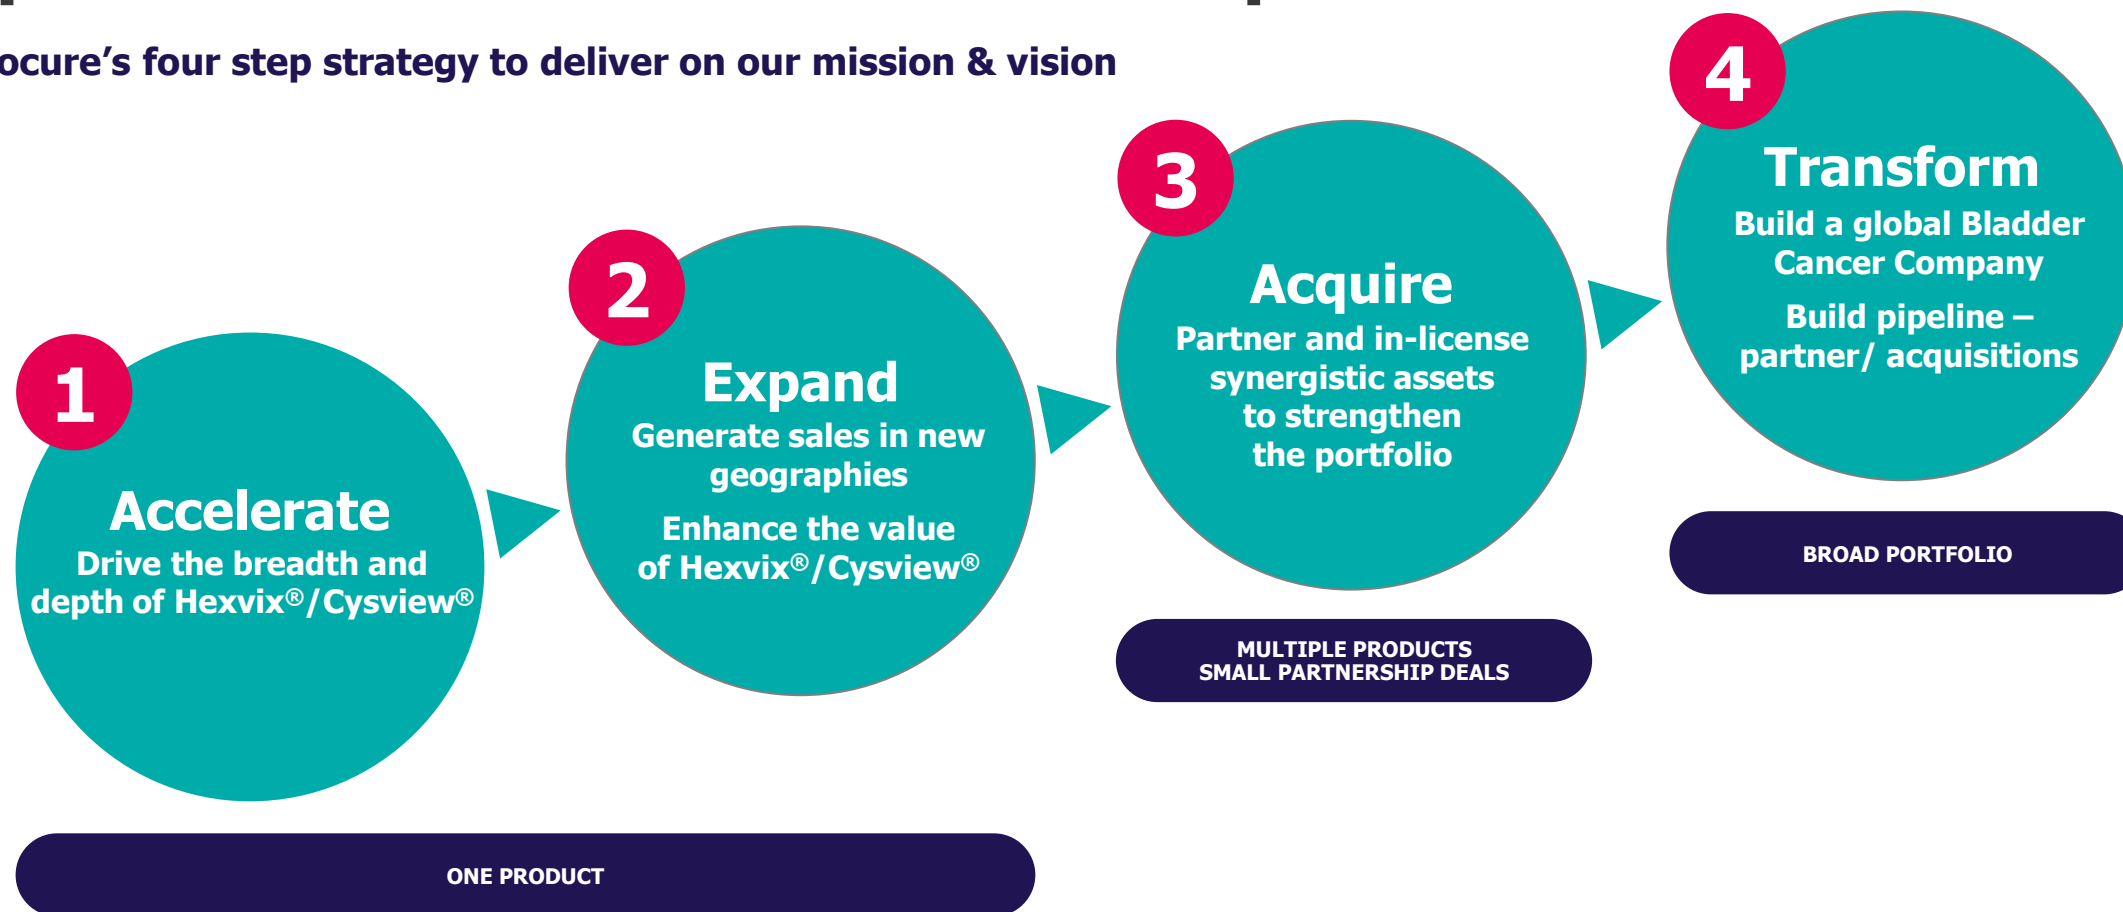 ocure’s four step strategy to deliver on our mission & vision
1
Accelerate
Drive the breadth and
depth of Hexvix®/Cysview®
2
Expand
Generate sales in new
geographies
Enhance the value
of Hexvix®/Cysview®
3
Acquire
Partner and in-license
synergistic assets
to strengthen
the portfolio
4
Transform
Build a global Bladder
Cancer Company
Build pipeline –
partner/ acquisitions
ONE PRODUCT
MULTIPLE PRODUCTS
SMALL PARTNERSHIP DEALS
BROAD PORTFOLIO